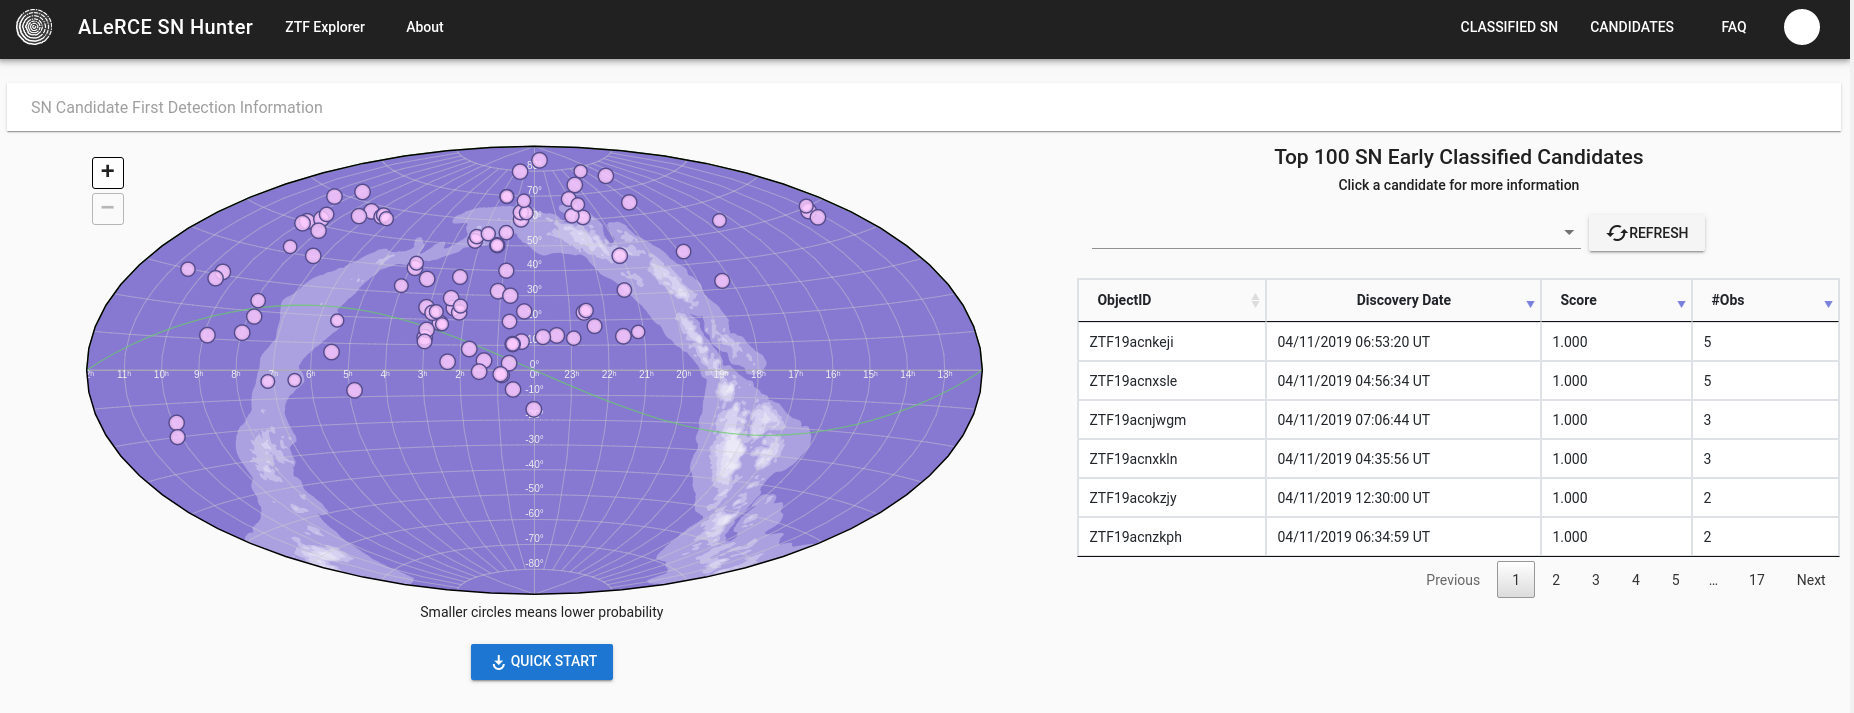 ALeRCE SN Hunter ZTF Explorer About CLASSIFIED SN CANDIDATES FAQ
SN Candidate First Detection Information
+
−
70°
50°
40°
30°
0°
11h 10h 9h 8h 6h 5h 4h 3h 2h 0h 23h 22h 21h 20h 19h 18h 17h 16h 15h 14h 13h
-10°
-30°
-40°
-50°
-60°
-70°
-80°
Smaller circles means lower probability
QUICK START
Top 100 SN Early Classified Candidates
Click a candidate for more information
REFRESH
ObjectID Discovery Date Score #Obs
ZTF19acnkeji 04/11/2019 06:53:20 UT 1.000 5
ZTF19acnxsle 04/11/2019 04:56:34 UT 1.000 5
ZTF19acnjwgm 04/11/2019 07:06:44 UT 1.000 3
ZTF19acnxkln 04/11/2019 04:35:56 UT 1.000 3
ZTF19acokzjy 04/11/2019 12:30:00 UT 1.000 2
ZTF19acnzkph 04/11/2019 06:34:59 UT 1.000 2
Previous 1 2 3 4 5 … 17 Next